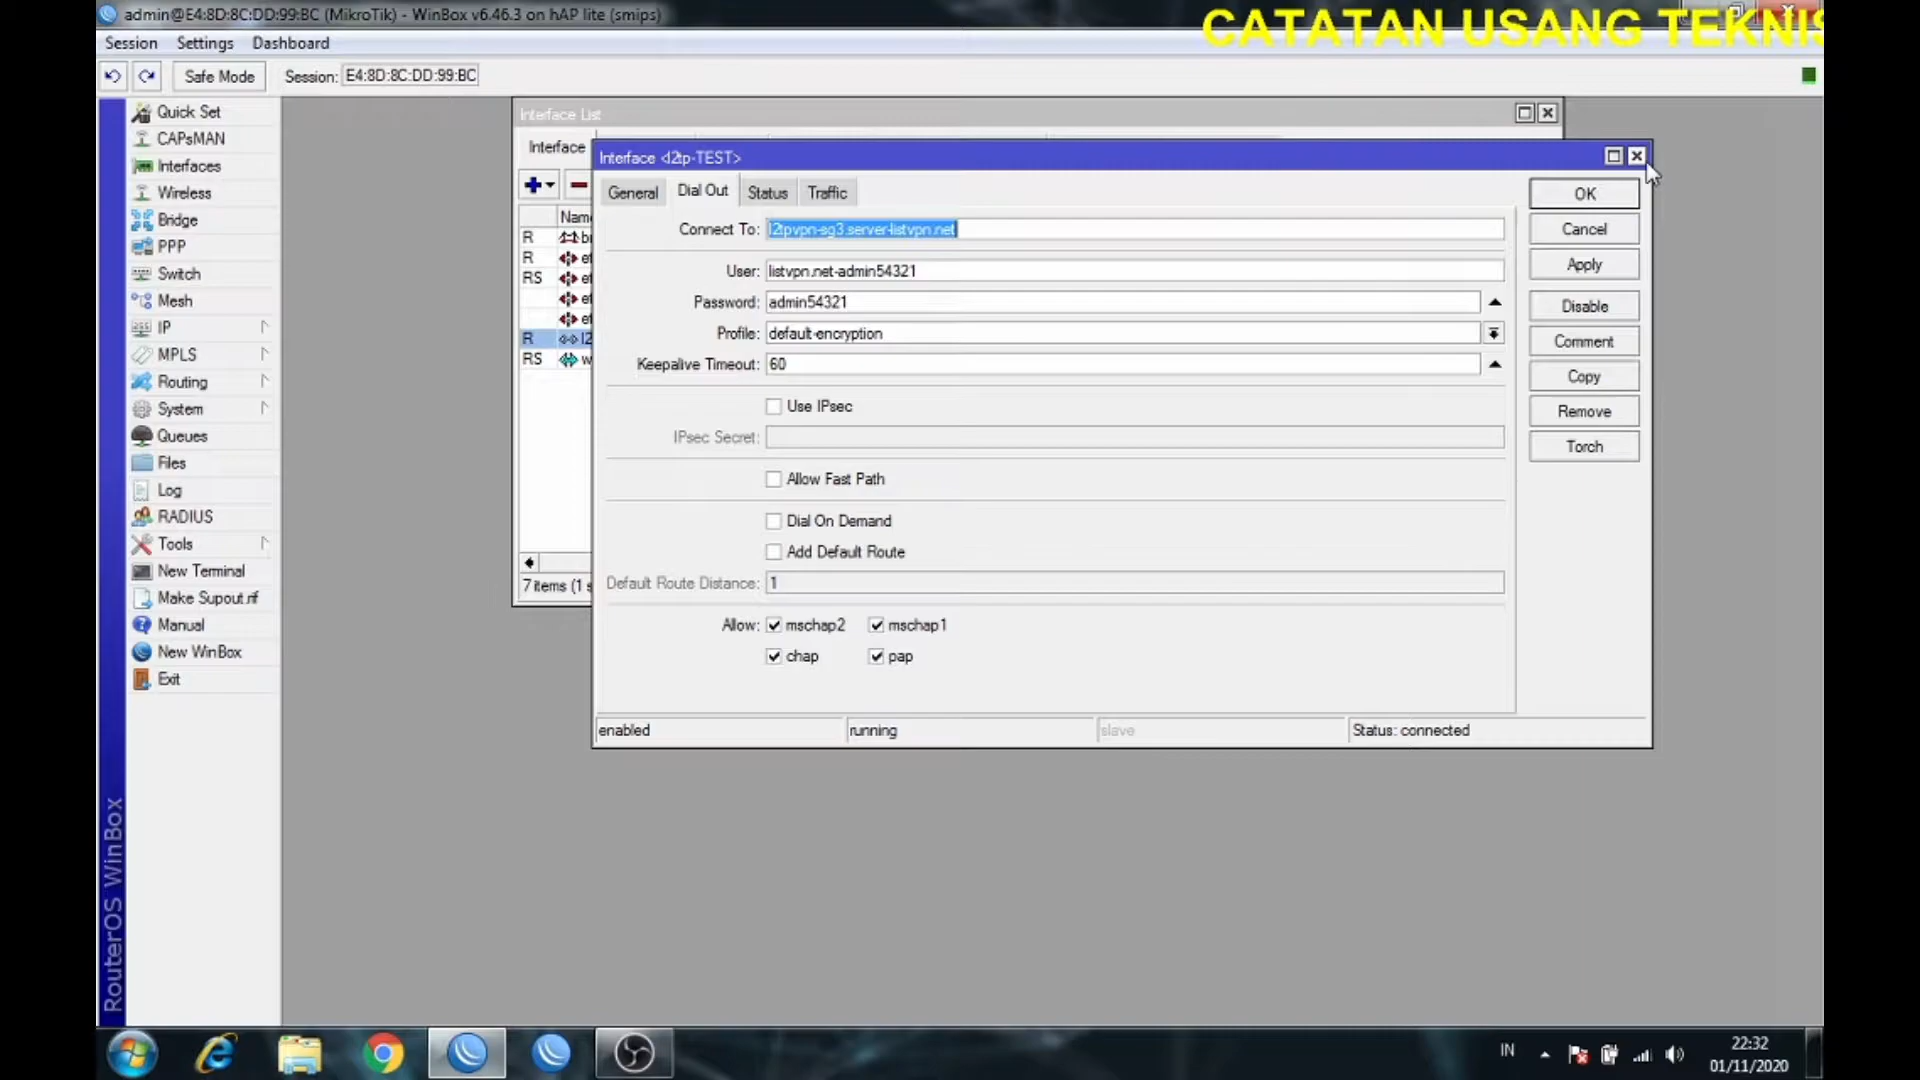 admin@E4:8D:8C:DD:99:BC (MikroTik) - WinBox v6.46.3 on hAP lite (smips)
CATATAN USANG TEKNIS
Session Settings Dashboard
Safe Mode Session: E4:8D:8C:DD:99:BC
Quick Set
CAPsMAN
Interfaces
Wireless
Bridge
PPP
Switch
Mesh
IP
MPLS
Routing
System
Queues
Files
Log
RADIUS
Tools
New Terminal
Make Supout.rif
Manual
New WinBox
Exit
RouterOS WinBox
Interface List
Interface
Name
R
R
RS
R
RS
7 items (1
Interface <l2tp-TEST>
General Dial Out Status Traffic
Connect To: l2tpvpn-sg3.server-listvpn.net
User: listvpn.net-admin54321
Password: admin54321
Profile: default-encryption
Keepalive Timeout: 60
Use IPsec
IPsec Secret:
Allow Fast Path
Dial On Demand
Add Default Route
Default Route Distance: 1
Allow: mschap2 mschap1
chap pap
OK
Cancel
Apply
Disable
Comment
Copy
Remove
Torch
enabled running slave Status: connected
IN
22:32
01/11/2020